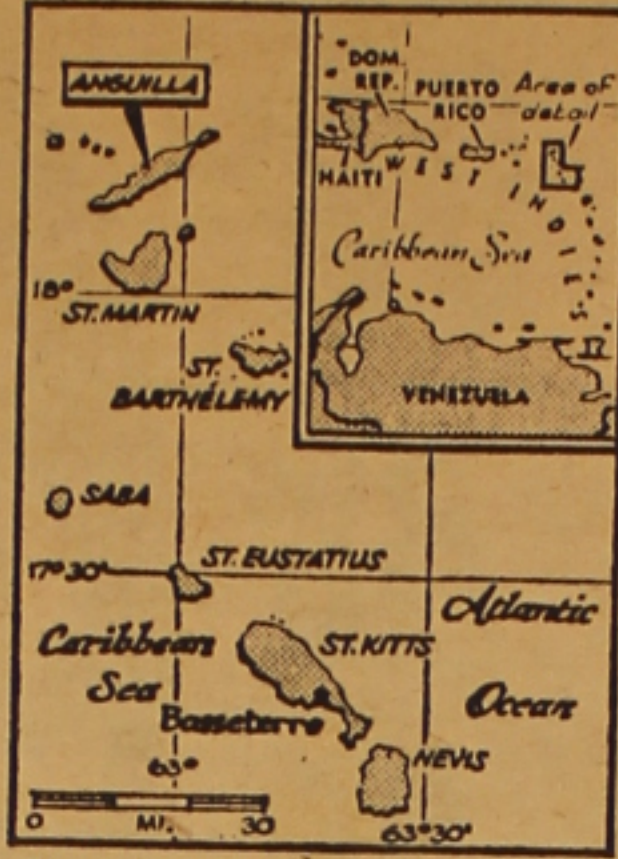 ANGUILLA
18°
ST. MARTIN
ST.
BARTHÉLEMY
SABA
17°30'
ST. EUSTATIUS
Caribbean
Sea
ST. KITTS
Basseterre
Atlantic
Ocean
NEVIS
63°
63°30'
0 MI. 30
DOM.
REP.
PUERTO
RICO
Area of
detail
HAITI
WEST INDIES
Caribbean Sea
VENEZUELA